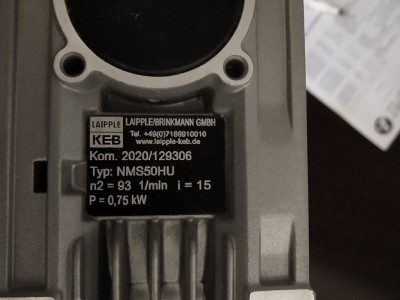 LAIPPLE
KEB
LAIPPLE/BRINKMANN GMBH
Tel. +49(0)7186910010
www.laipple-keb.de
Kom. 2020/129306
Typ: NMS50HU
n2 = 93 1/min i = 15
P = 0,75 kW